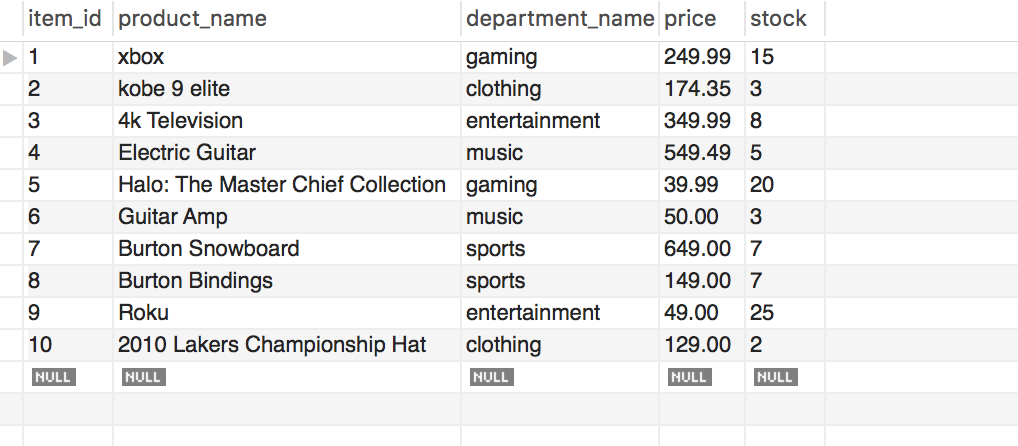 item_id product_name department_name price stock
1 xbox gaming 249.99 15
2 kobe 9 elite clothing 174.35 3
3 4k Television entertainment 349.99 8
4 Electric Guitar music 549.49 5
5 Halo: The Master Chief Collection gaming 39.99 20
6 Guitar Amp music 50.00 3
7 Burton Snowboard sports 649.00 7
8 Burton Bindings sports 149.00 7
9 Roku entertainment 49.00 25
10 2010 Lakers Championship Hat clothing 129.00 2
NULL NULL NULL NULL NULL